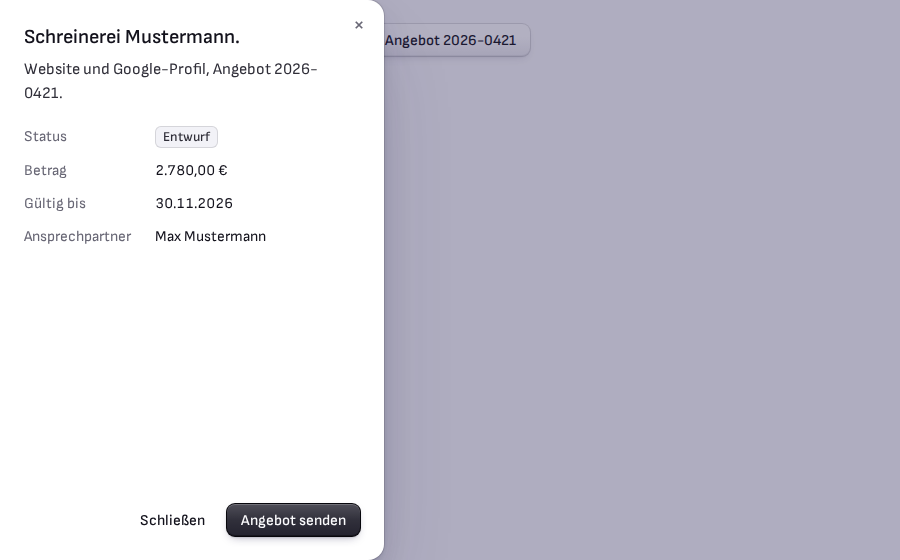 ×
Schreinerei Mustermann.
Website und Google-Profil, Angebot 2026-
0421.
Status Entwurf
Betrag 2.780,00 €
Gültig bis 30.11.2026
Ansprechpartner Max Mustermann
Schließen Angebot senden
Angebot 2026-0421